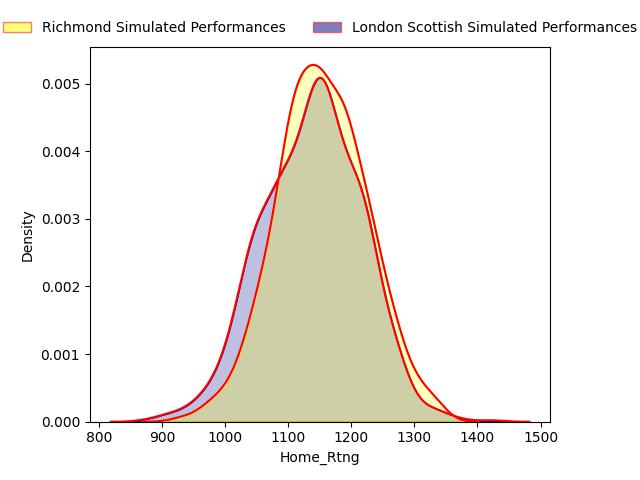 Richmond Simulated Performances
London Scottish Simulated Performances
Density
0.005
0.004
0.003
0.002
0.001
0.000
800 900 1000 1100 1200 1300 1400 1500
Home_Rtng